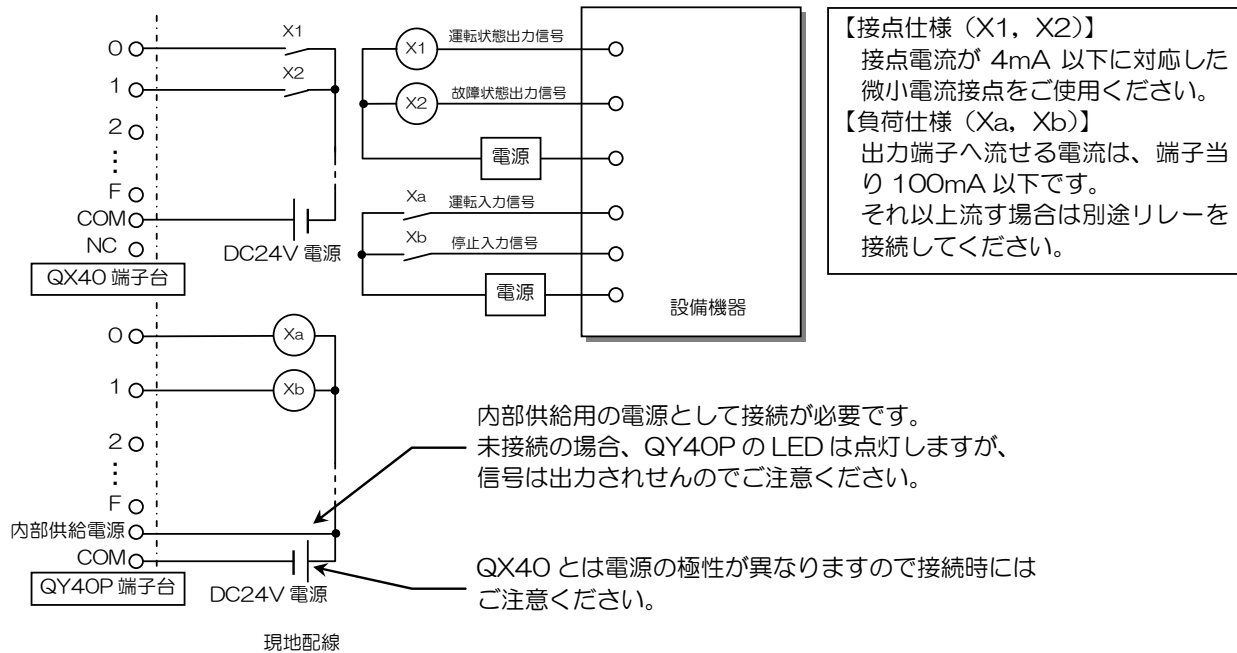 X1
0
X2
1
2
F
COM
NC
DC24V 電源
QX40 端子台
X1
運転状態出力信号
X2
故障状態出力信号
電源
Xa
運転入力信号
Xb
停止入力信号
電源
設備機器
【接点仕様（X1，X2）】
接点電流が 4mA 以下に対応した
微小電流接点をご使用ください。
【負荷仕様（Xa，Xb）】
出力端子へ流せる電流は、端子当
り 100mA 以下です。
それ以上流す場合は別途リレーを
接続してください。
0
Xa
1
Xb
2
F
内部供給電源
COM
QY40P 端子台
DC24V 電源
現地配線
内部供給用の電源として接続が必要です。
未接続の場合、QY40P の LED は点灯しますが、
信号は出力されせんのでご注意ください。
QX40 とは電源の極性が異なりますので接続時には
ご注意ください。